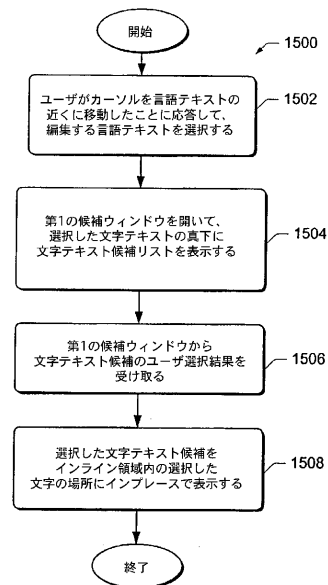 開始
1500
ユーザがカーソルを言語テキストの
近くに移動したことに応答して、
編集する言語テキストを選択する
1502
第1の候補ウィンドウを開いて、
選択した文字テキストの真下に
文字テキスト候補リストを表示する
1504
第1の候補ウィンドウから
文字テキスト候補のユーザ選択結果を
受け取る
1506
選択した文字テキスト候補を
インライン領域内の選択した
文字の場所にインプレースで表示する
1508
終了